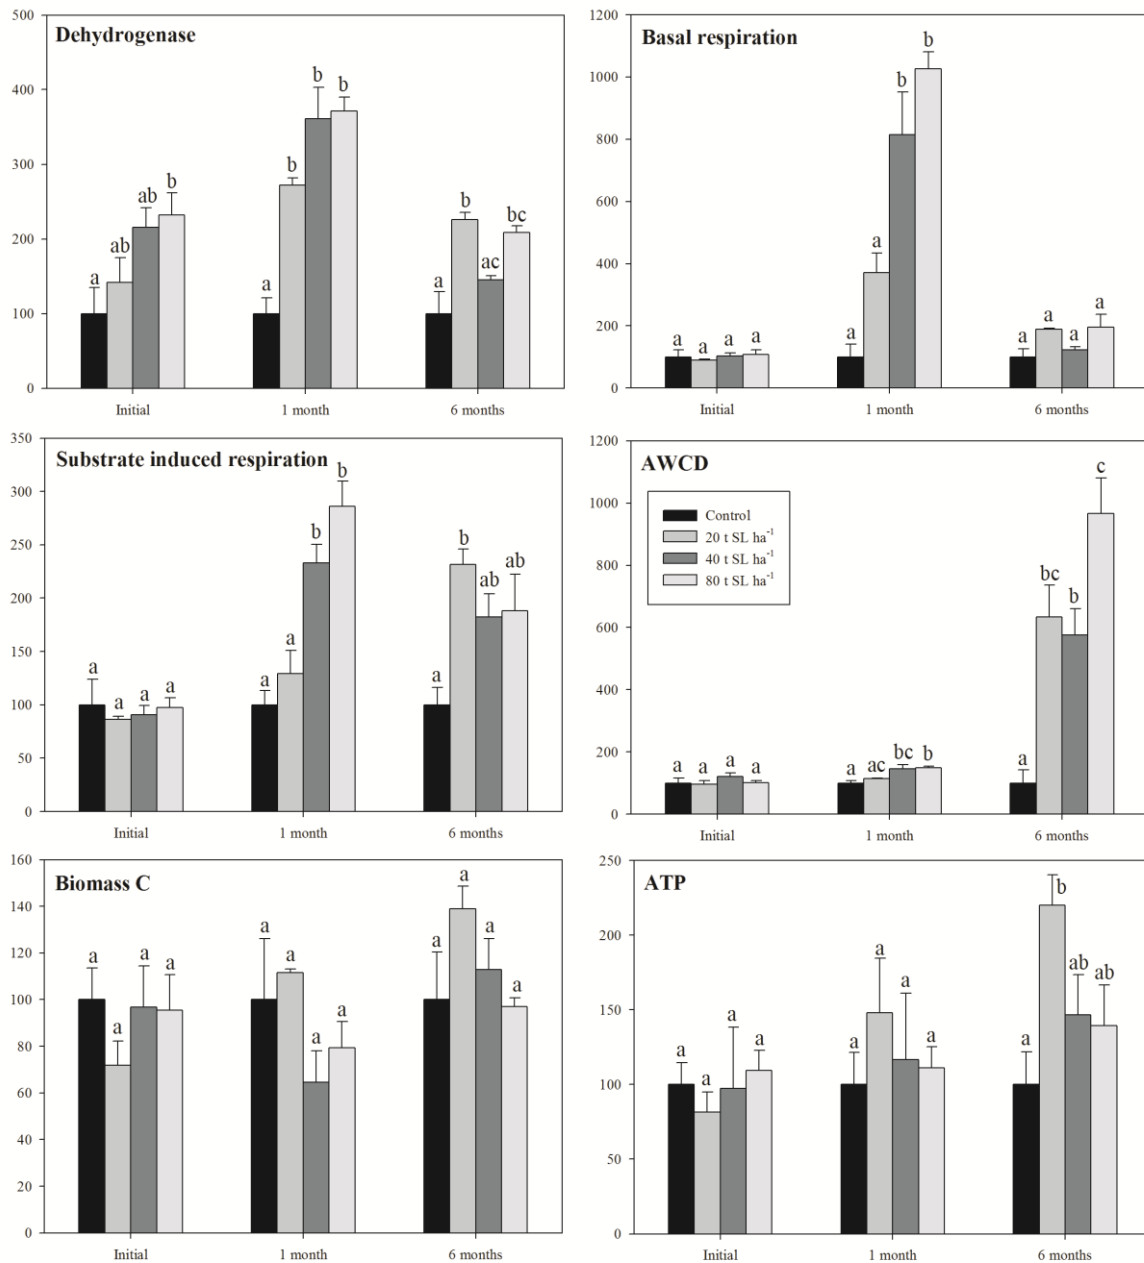 Dehydrogenase
500
400
300
200
100
0
a
ab
ab
b
a
b
b
b
a
b
ac
bc
Initial
1 month
6 months
Basal respiration
1200
1000
800
600
400
200
0
a
a
a
a
a
a
b
b
a
a
a
a
Initial
1 month
6 months
Substrate induced respiration
350
300
250
200
150
100
50
0
a
a
a
a
a
a
b
b
a
b
ab
ab
Initial
1 month
6 months
AWCD
1200
1000
800
600
400
200
0
Control
20 t SL ha⁻¹
40 t SL ha⁻¹
80 t SL ha⁻¹
a
a
a
a
a
ac
bc
b
a
bc
b
c
Initial
1 month
6 months
Biomass C
160
140
120
100
80
60
40
20
0
a
a
a
a
a
a
a
a
a
a
a
a
Initial
1 month
6 months
ATP
250
200
150
100
50
0
a
a
a
a
a
a
a
a
a
b
ab
ab
Initial
1 month
6 months